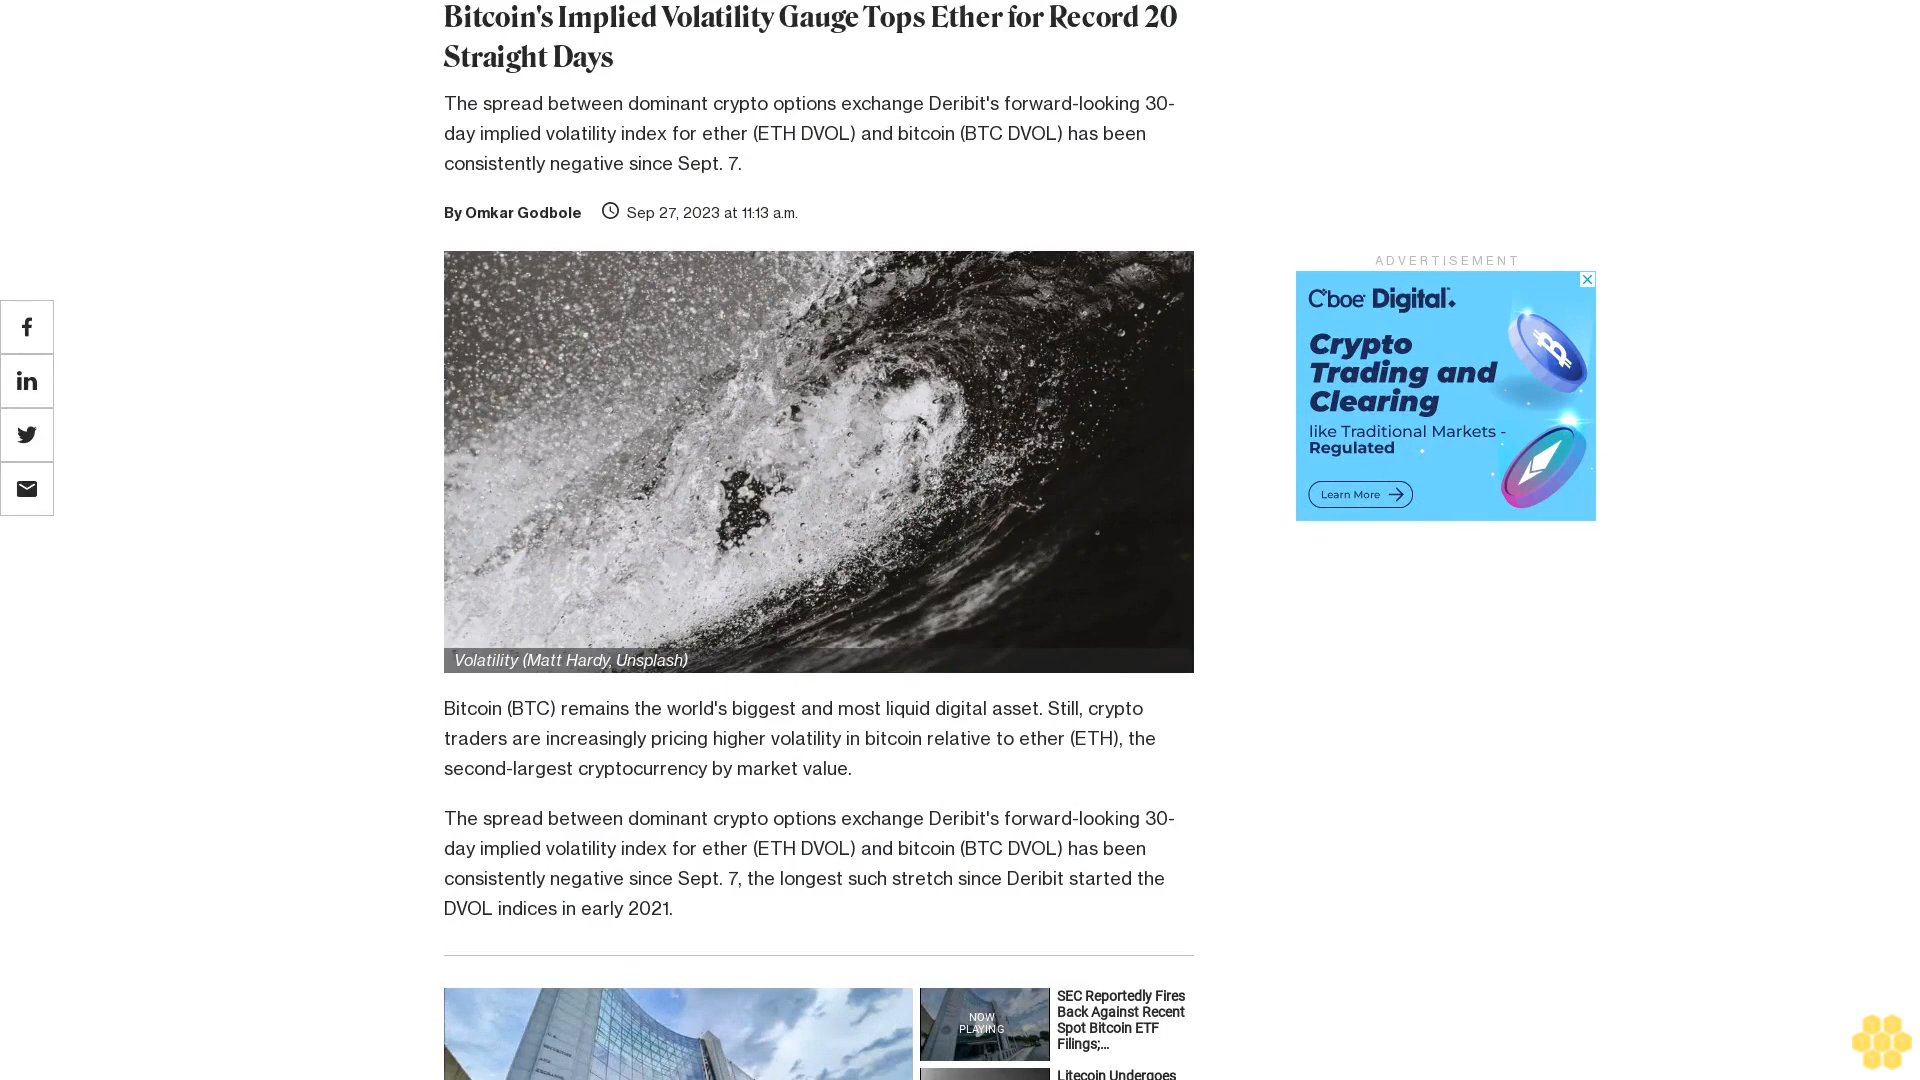 Bitcoin's Implied Volatility Gauge Tops Ether for Record 20
Straight Days
The spread between dominant crypto options exchange Deribit's forward-looking 30-
day implied volatility index for ether (ETH DVOL) and bitcoin (BTC DVOL) has been
consistently negative since Sept. 7.
By Omkar Godbole Sep 27, 2023 at 11:13 a.m.
Volatility (Matt Hardy, Unsplash)
Bitcoin (BTC) remains the world's biggest and most liquid digital asset. Still, crypto
traders are increasingly pricing higher volatility in bitcoin relative to ether (ETH), the
second-largest cryptocurrency by market value.
The spread between dominant crypto options exchange Deribit's forward-looking 30-
day implied volatility index for ether (ETH DVOL) and bitcoin (BTC DVOL) has been
consistently negative since Sept. 7, the longest such stretch since Deribit started the
DVOL indices in early 2021.
NOW
PLAYING
SEC Reportedly Fires
Back Against Recent
Spot Bitcoin ETF
Filings;...
Litecoin Undergoes
ADVERTISEMENT
Cboe Digital
Crypto
Trading and
Clearing
like Traditional Markets -
Regulated
Learn More